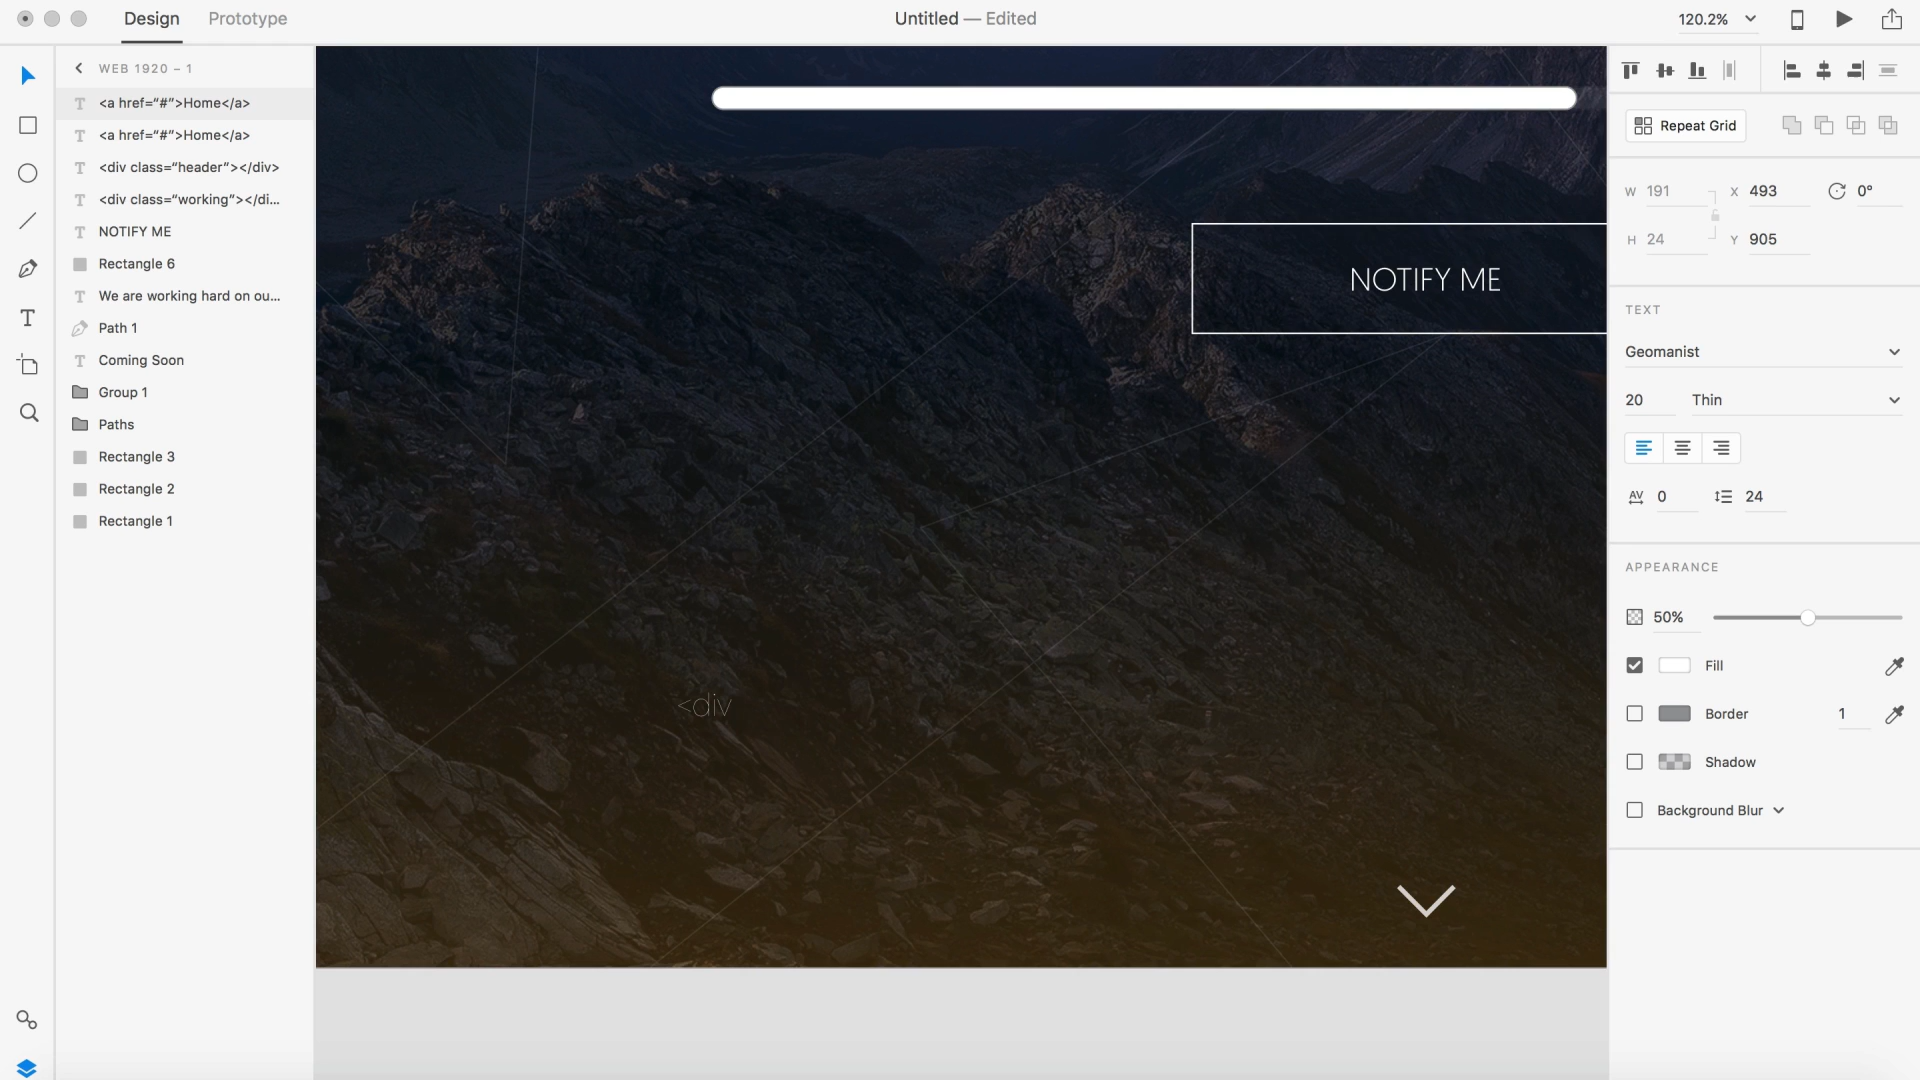 Design
Prototype
Untitled — Edited
120.2%
WEB 1920 – 1
<a href=“#”>Home</a>
<a href=“#”>Home</a>
<div class=“header”></div>
<div class=“working”></di...
NOTIFY ME
Rectangle 6
We are working hard on ou...
Path 1
Coming Soon
Group 1
Paths
Rectangle 3
Rectangle 2
Rectangle 1
NOTIFY ME
<div
Repeat Grid
W 191
X 493
0°
H 24
Y 905
TEXT
Geomanist
20
Thin
AV 0
24
APPEARANCE
50%
Fill
Border
1
Shadow
Background Blur